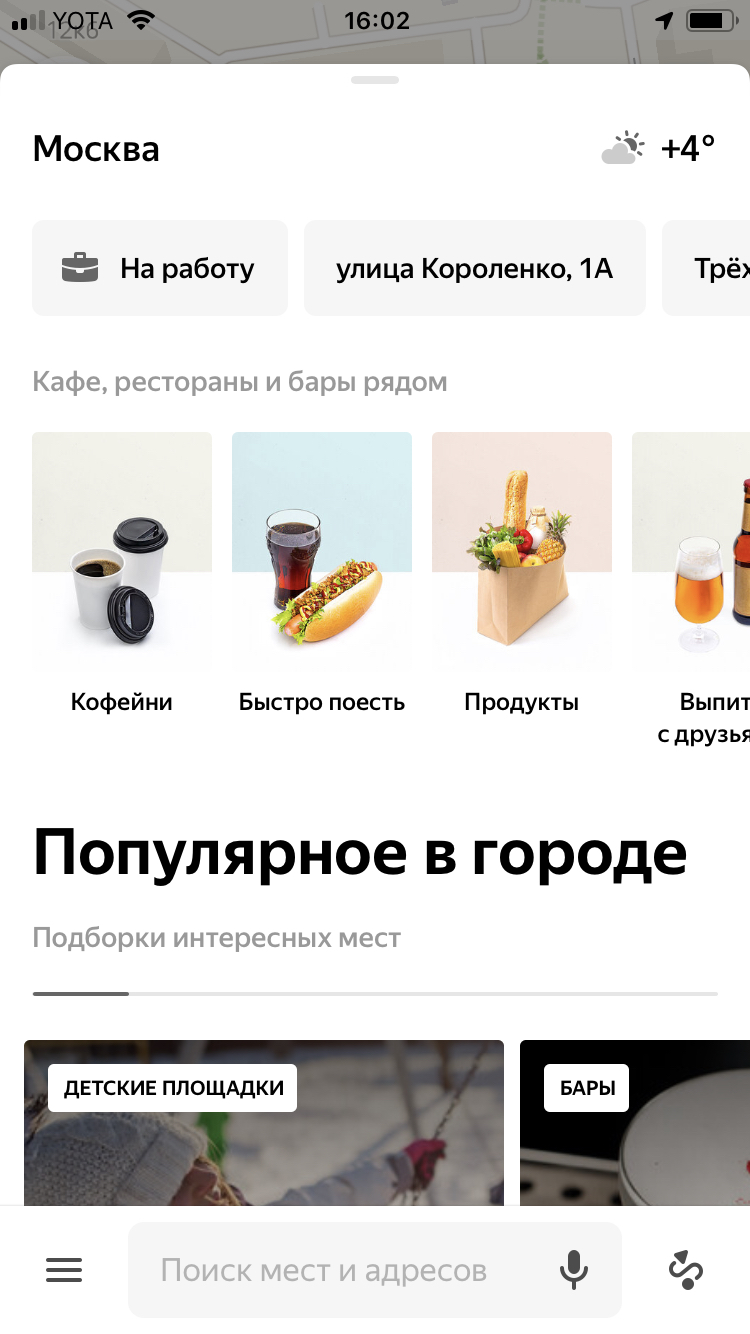 YOTA
16:02
12к6
Москва
+4°
На работу
улица Короленко, 1А
Трёх
Кафе, рестораны и бары рядом
Кофейни
Быстро поесть
Продукты
Выпит
с друзья
Популярное в городе
Подборки интересных мест
ДЕТСКИЕ ПЛОЩАДКИ
БАРЫ
Поиск мест и адресов